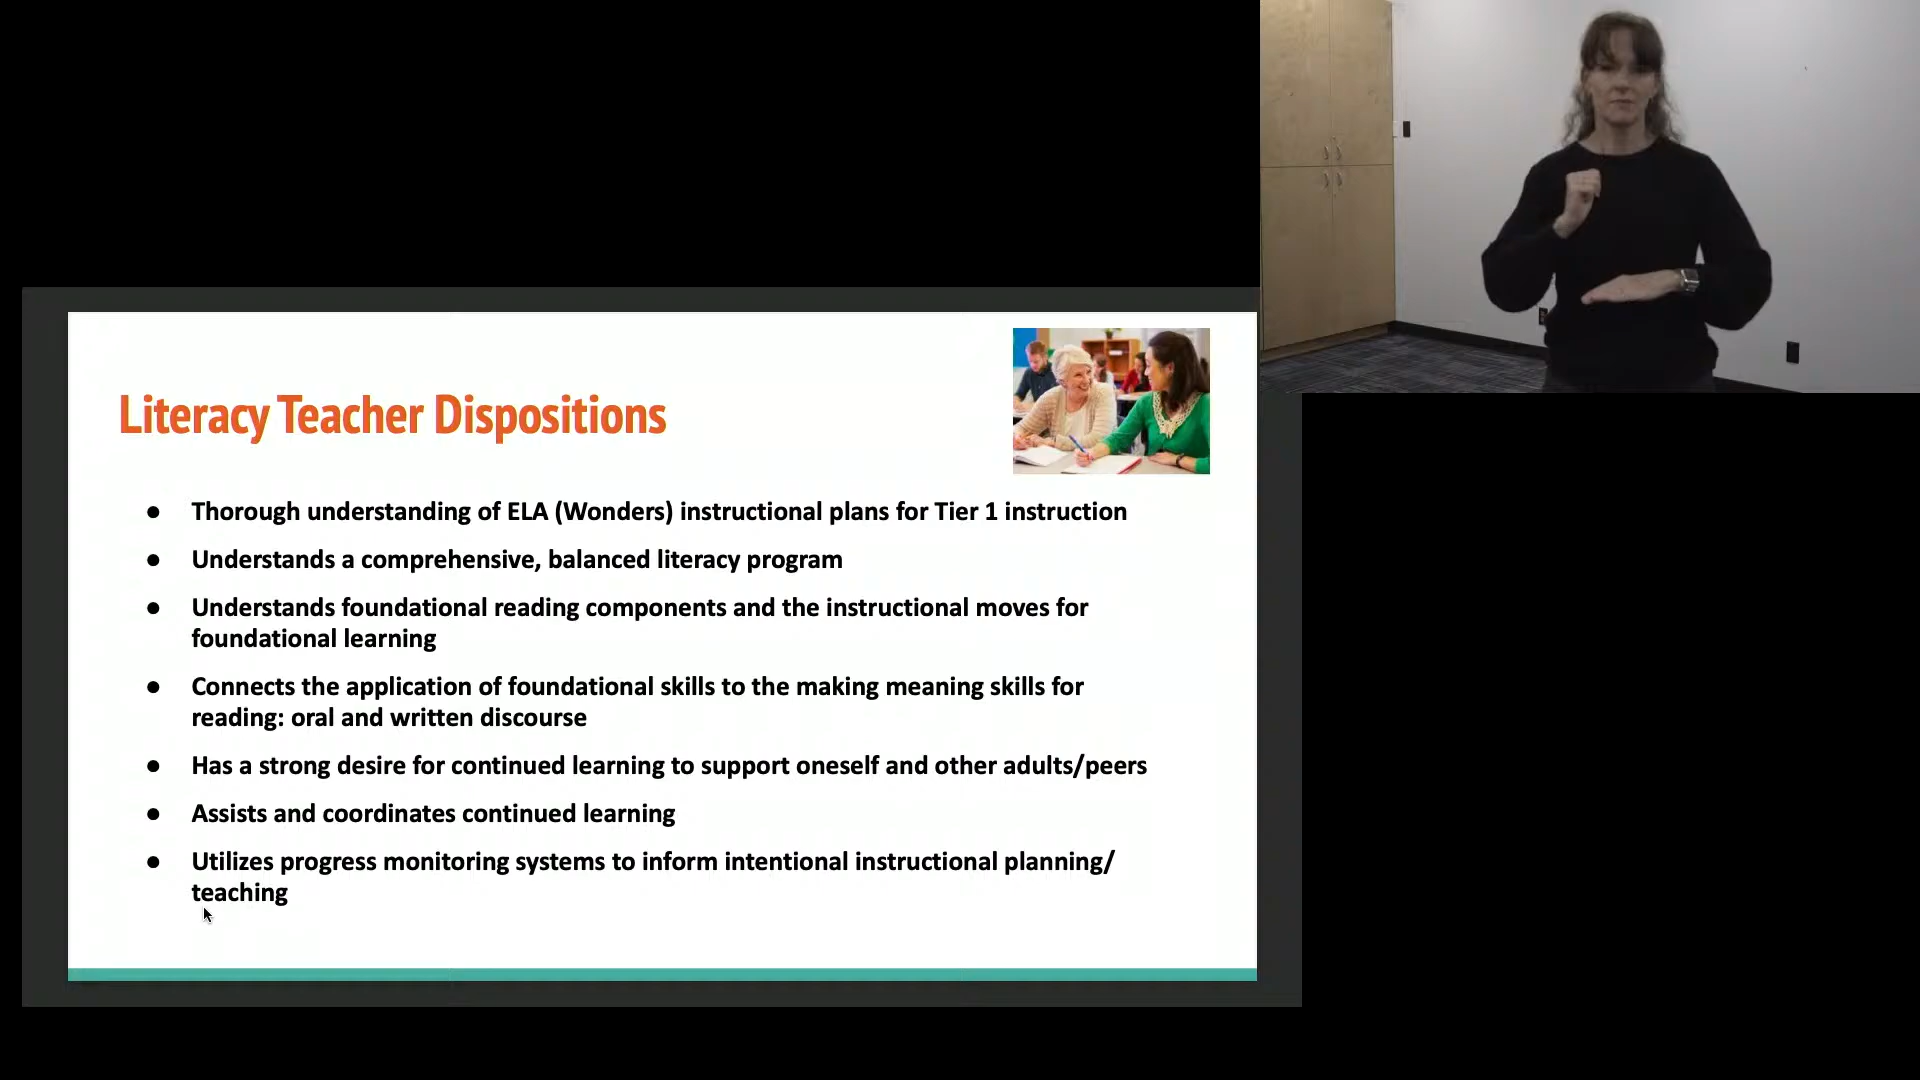 Literacy Teacher Dispositions
● Thorough understanding of ELA (Wonders) instructional plans for Tier 1 instruction
● Understands a comprehensive, balanced literacy program
● Understands foundational reading components and the instructional moves for
foundational learning
● Connects the application of foundational skills to the making meaning skills for
reading: oral and written discourse
● Has a strong desire for continued learning to support oneself and other adults/peers
● Assists and coordinates continued learning
● Utilizes progress monitoring systems to inform intentional instructional planning/
teaching